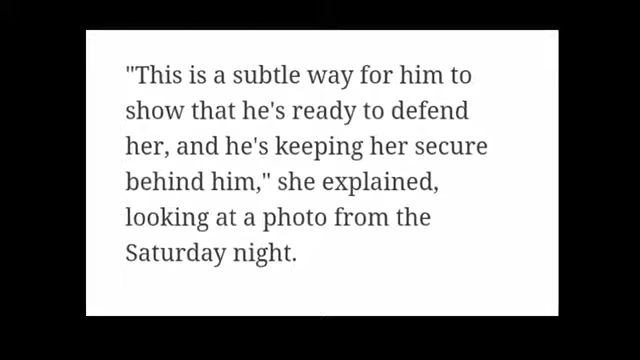 "This is a subtle way for him to
show that he's ready to defend
her, and he's keeping her secure
behind him," she explained,
looking at a photo from the
Saturday night.